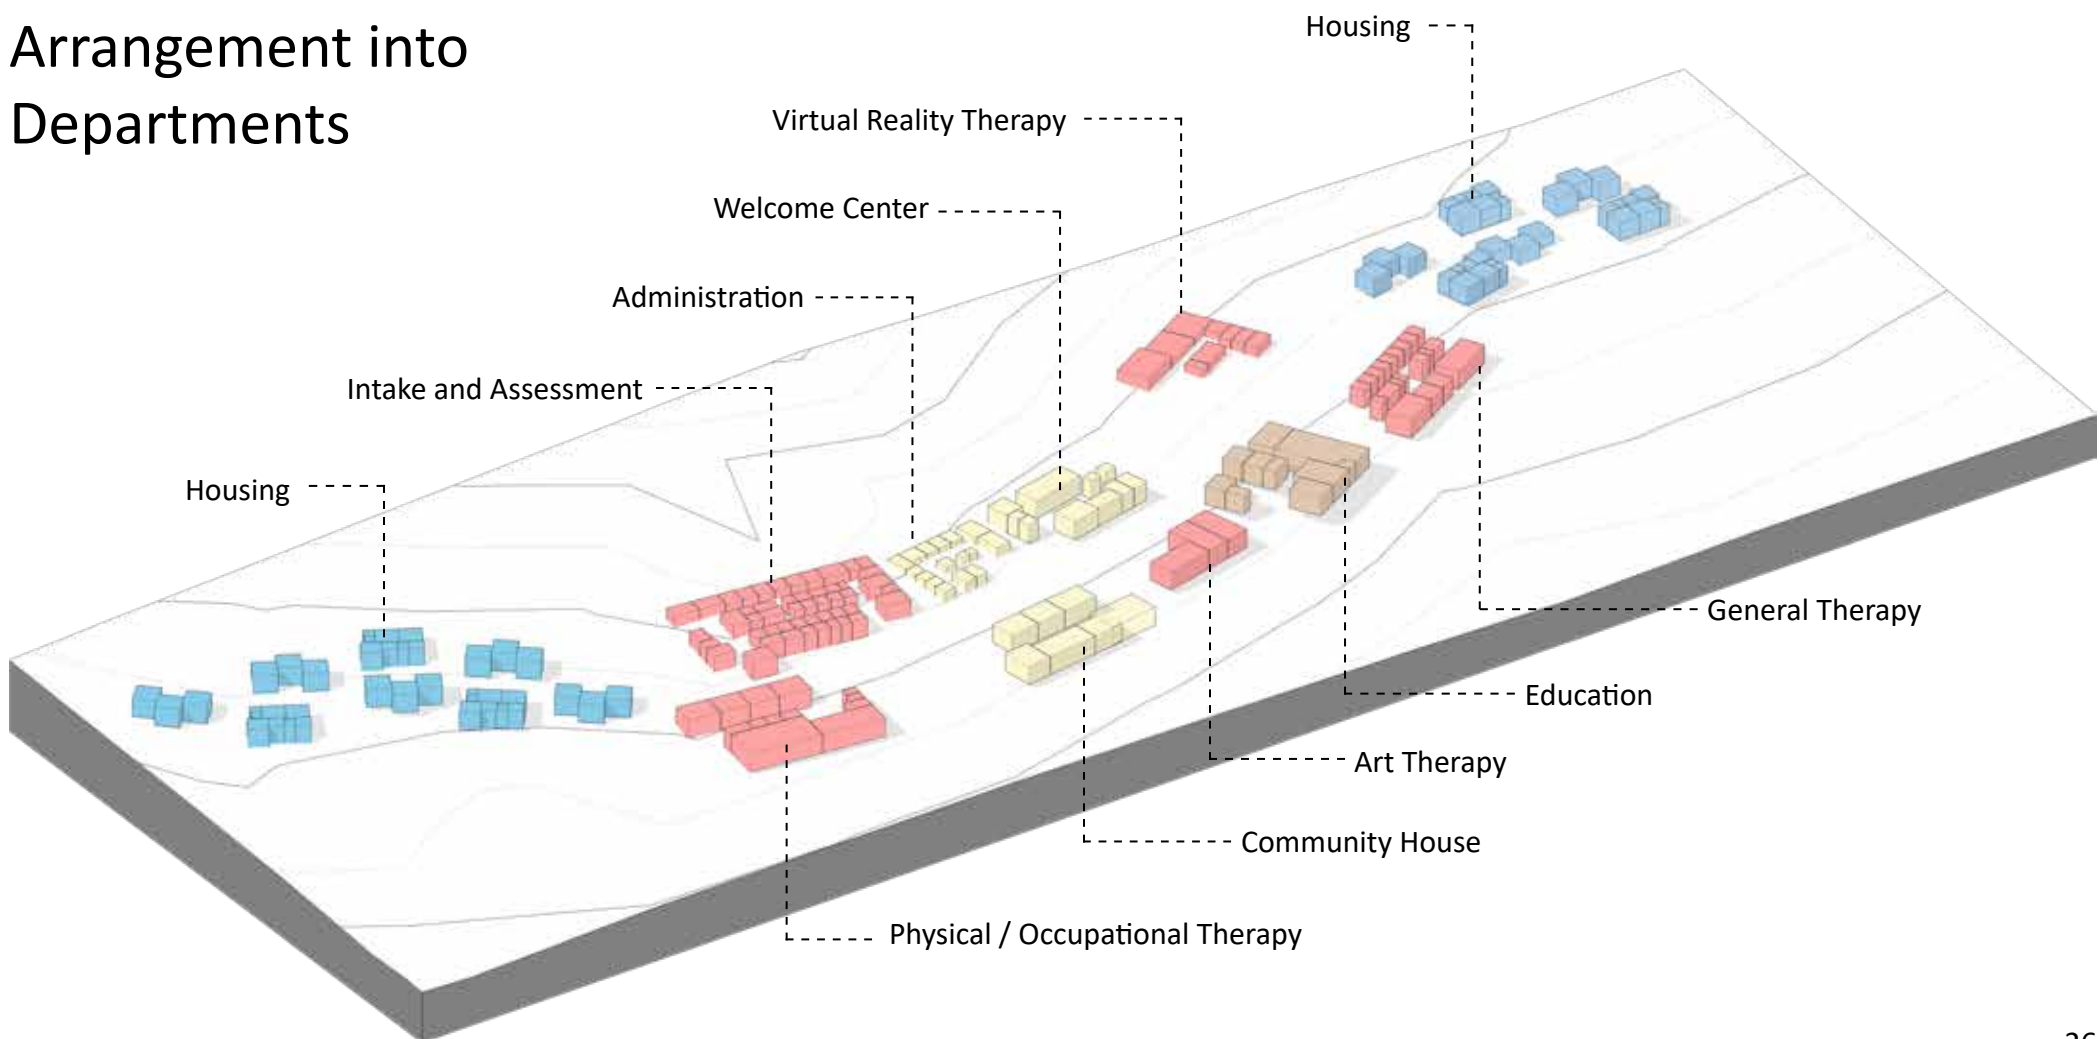 Arrangement into
Departments
Housing
Virtual Reality Therapy
Welcome Center
Administration
Intake and Assessment
Housing
General Therapy
Education
Art Therapy
Community House
Physical / Occupational Therapy